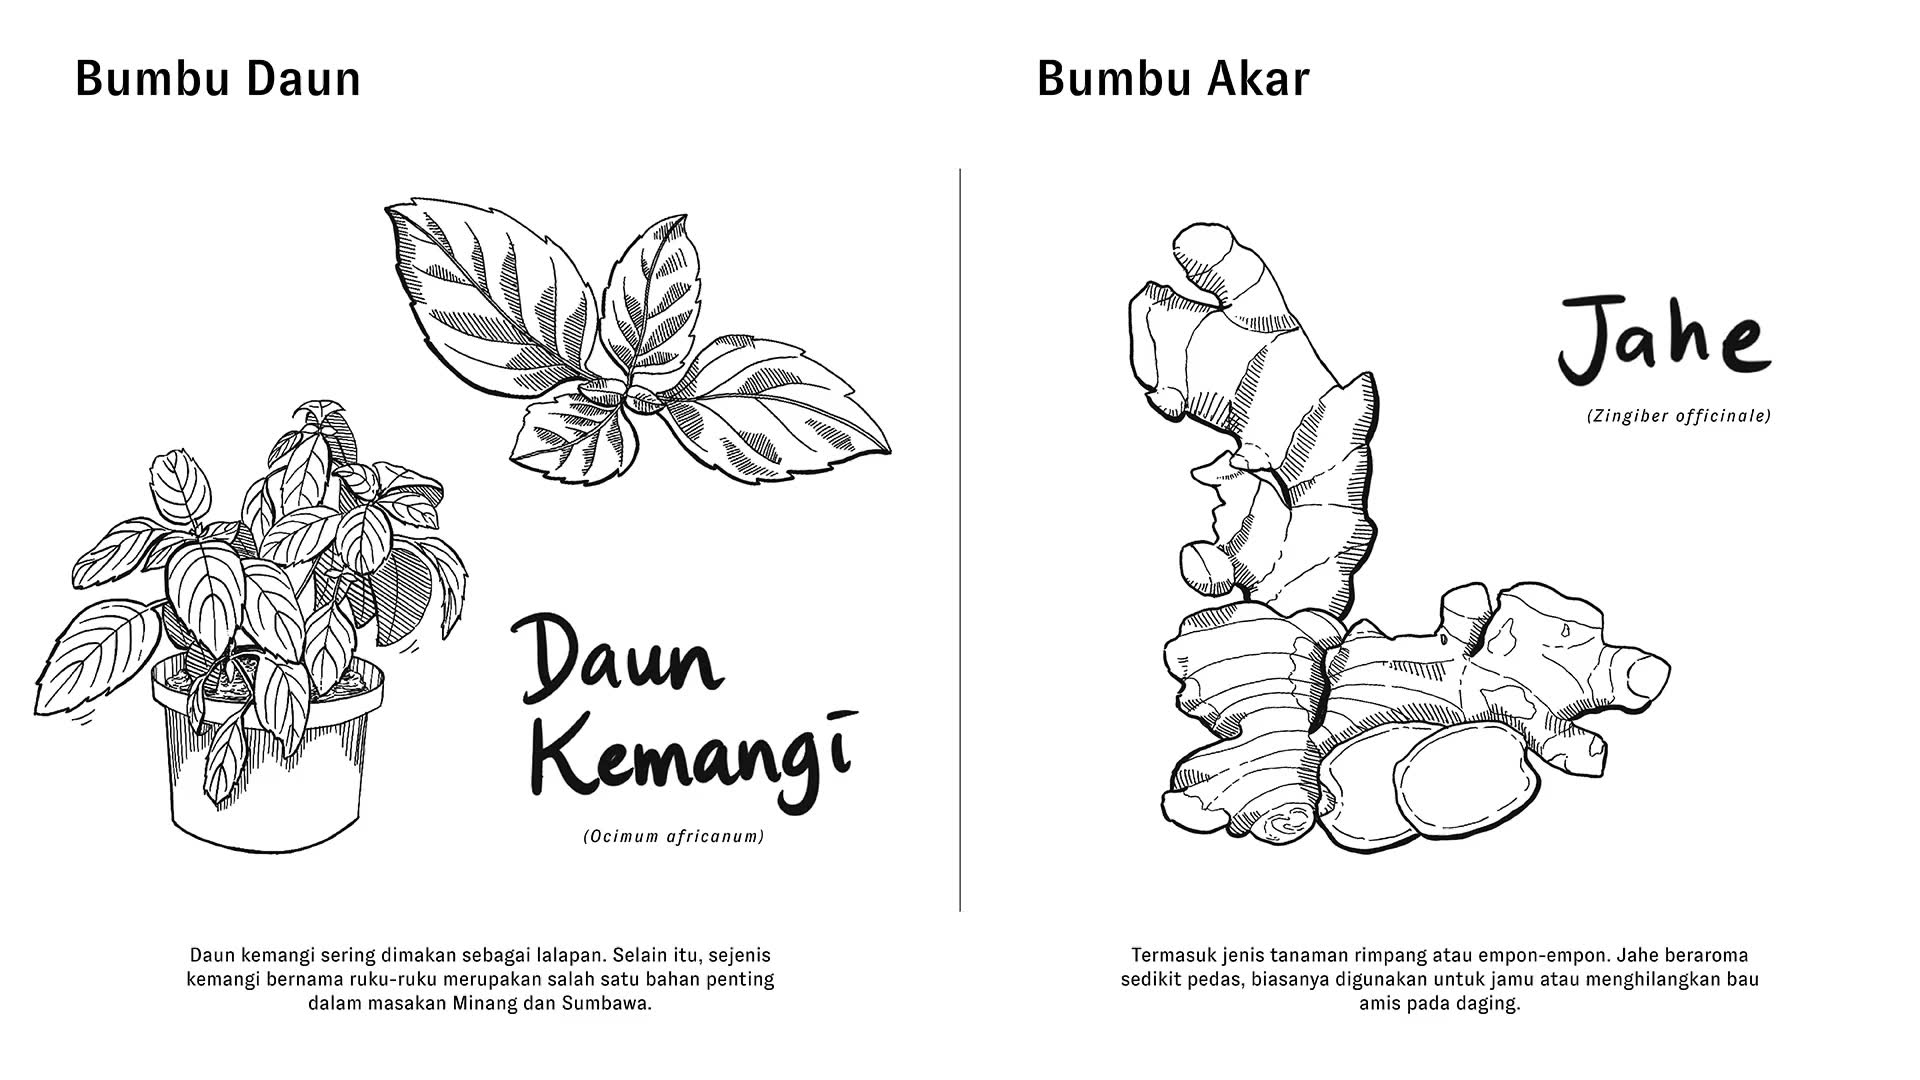 Bumbu Daun
Daun
Kemangi
(Ocimum africanum)
Daun kemangi sering dimakan sebagai lalapan. Selain itu, sejenis
kemangi bernama ruku-ruku merupakan salah satu bahan penting
dalam masakan Minang dan Sumbawa.
Bumbu Akar
Jahe
(Zingiber officinale)
Termasuk jenis tanaman rimpang atau empon-empon. Jahe beraroma
sedikit pedas, biasanya digunakan untuk jamu atau menghilangkan bau
amis pada daging.